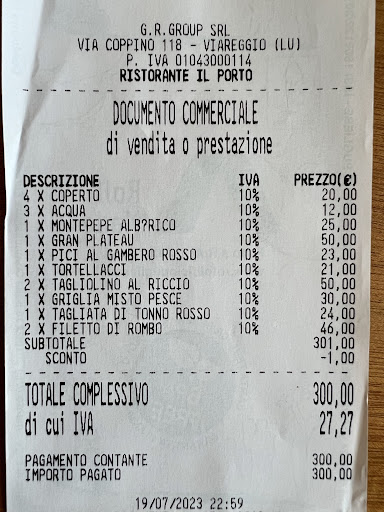 G.R.GROUP SRL
VIA COPPINO 118 - VIAREGGIO (LU)
P. IVA 01043000114
RISTORANTE IL PORTO
DOCUMENTO COMMERCIALE
di vendita o prestazione
DESCRIZIONE IVA PREZZO(€)
4 X COPERTO 10% 20,00
3 X ACQUA 10% 12,00
1 X MONTEPEPE ALB?RICO 10% 25,00
1 X GRAN PLATEAU 10% 50,00
1 X PICI AL GAMBERO ROSSO 10% 23,00
1 X TORTELLACCI 10% 21,00
2 X TAGLIOLINO AL RICCIO 10% 50,00
1 X GRIGLIA MISTO PESCE 10% 30,00
1 X TAGLIATA DI TONNO ROSSO 10% 24,00
2 X FILETTO DI ROMBO 10% 46,00
SUBTOTALE 301,00
SCONTO -1,00
TOTALE COMPLESSIVO 300,00
di cui IVA 27,27
PAGAMENTO CONTANTE 300,00
IMPORTO PAGATO 300,00
19/07/2023 22:59